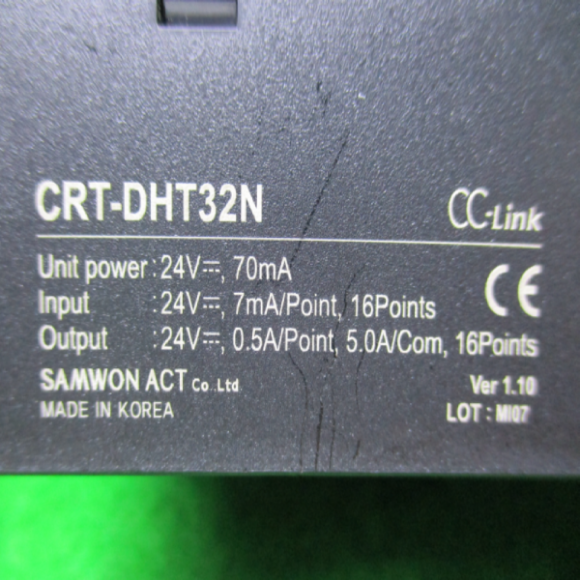 CRT-DHT32N
CC-Link
Unit power : 24V⎓, 70mA
Input : 24V⎓, 7mA/Point, 16Points
Output : 24V⎓, 0.5A/Point, 5.0A/Com, 16Points
CE
SAMWON ACT Co.,Ltd
Ver 1.10
MADE IN KOREA
LOT : MI07